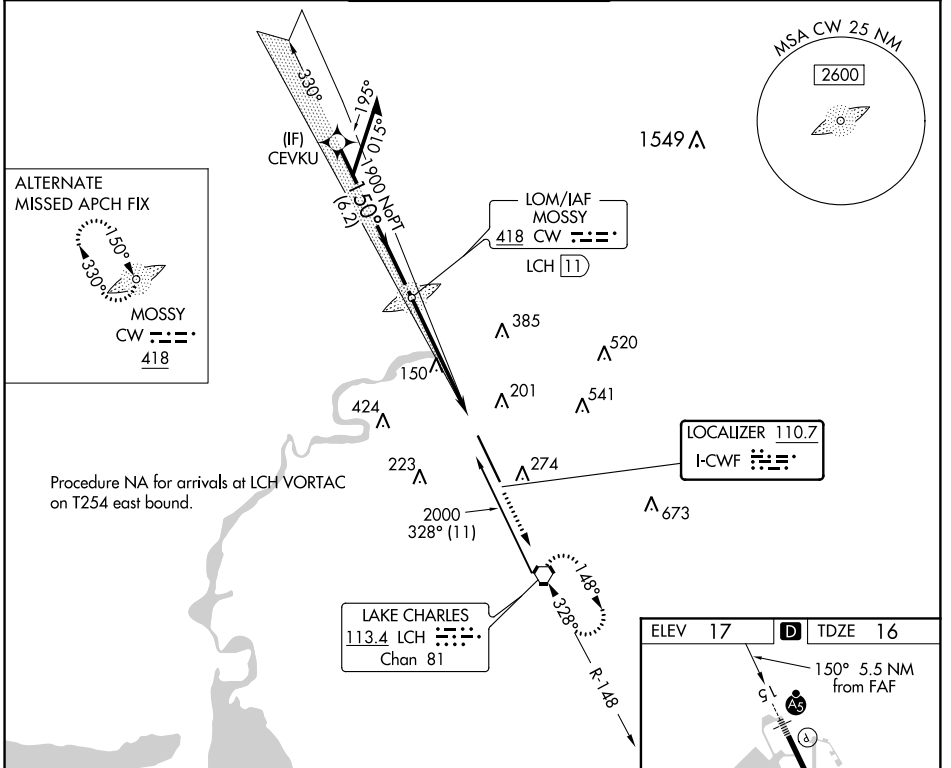 MSA CW 25 NM
2600
1549
330°
195°
015°
(IF)
CEVKU
1900 NoPT
150°
(6.2)
ALTERNATE
MISSED APCH FIX
150°
330°
MOSSY
CW
418
LOM/IAF
MOSSY
418 CW
LCH 11
385
520
150
201
541
424
LOCALIZER 110.7
I-CWF
223
274
Procedure NA for arrivals at LCH VORTAC
on T254 east bound.
2000
328° (11)
673
148°
328°
LAKE CHARLES
113.4 LCH
Chan 81
R-148
ELEV 17 D TDZE 16
150° 5.5 NM
from FAF
15
A5